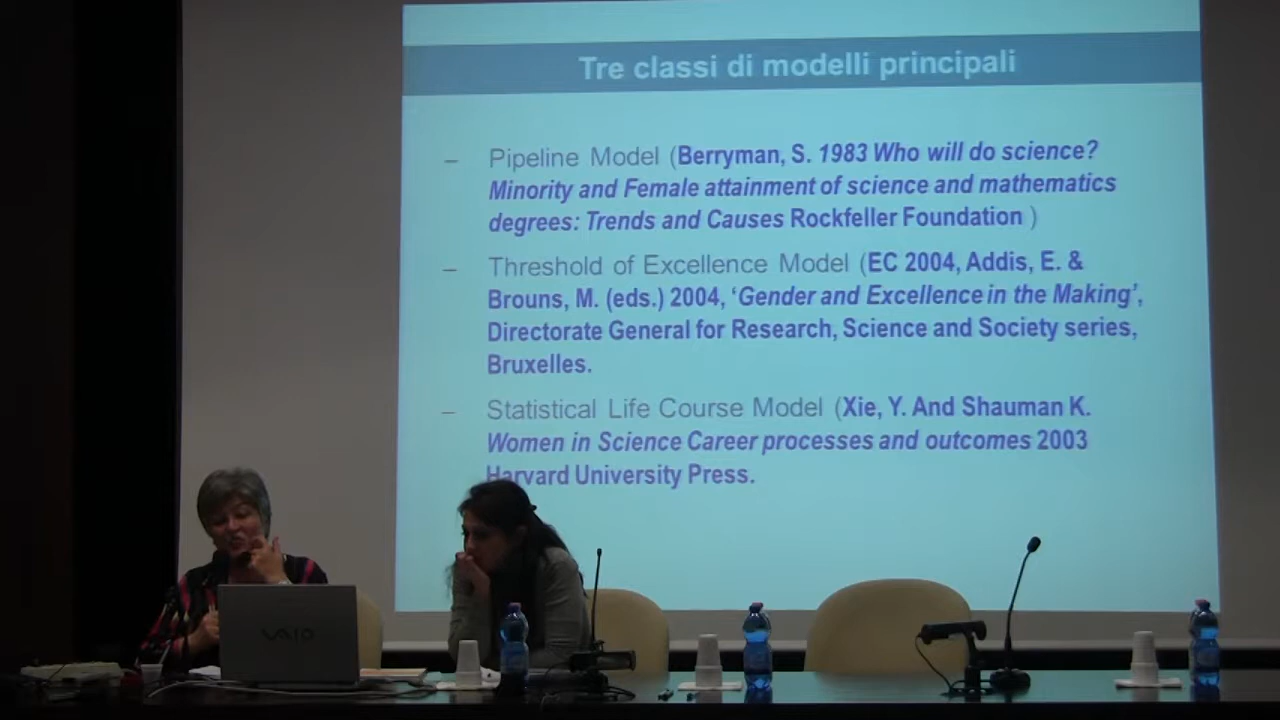 Tre classi di modelli principali
– Pipeline Model (Berryman, S. 1983 Who will do science?
Minority and Female attainment of science and mathematics
degrees: Trends and Causes Rockfeller Foundation )
– Threshold of Excellence Model (EC 2004, Addis, E. &
Brouns, M. (eds.) 2004, ‘Gender and Excellence in the Making’,
Directorate General for Research, Science and Society series,
Bruxelles.
– Statistical Life Course Model (Xie, Y. And Shauman K.
Women in Science Career processes and outcomes 2003
Harvard University Press.
VAIO